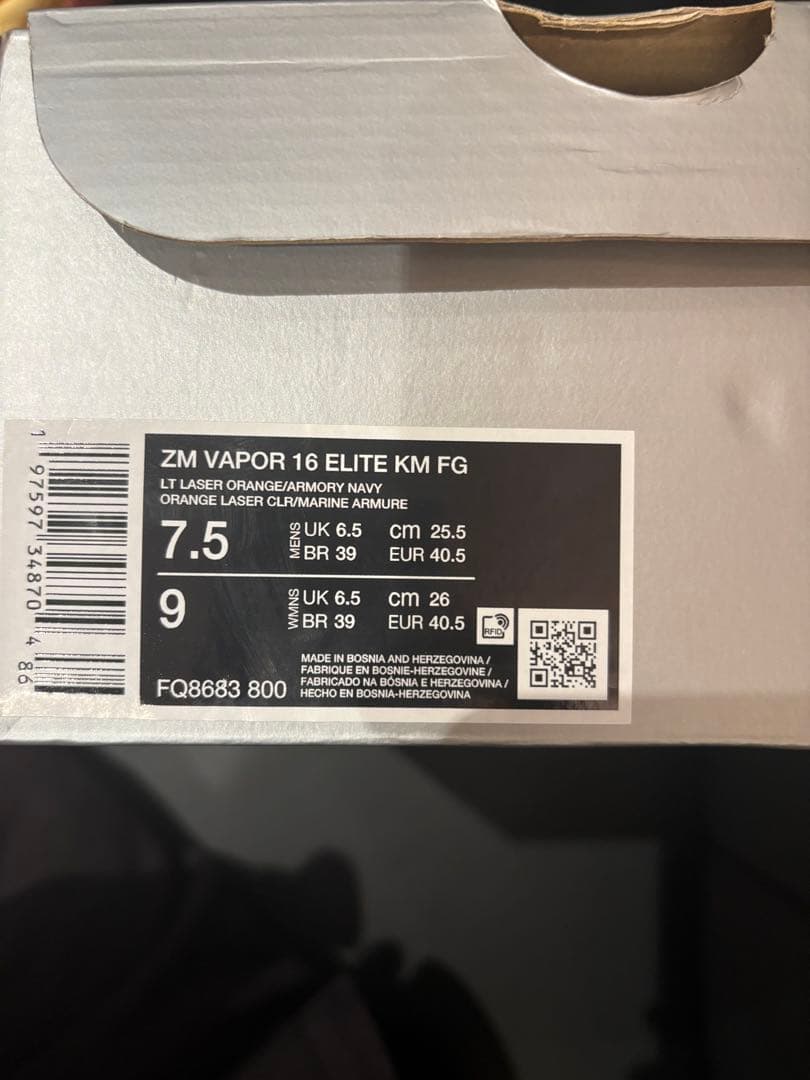 ZM VAPOR 16 ELITE KM FG
LT LASER ORANGE/ARMORY NAVY
ORANGE LASER CLR/MARINE ARMURE
7.5 MENS UK 6.5 cm 25.5
BR 39 EUR 40.5
9 WMNS UK 6.5 cm 26
BR 39 EUR 40.5
RFID
MADE IN BOSNIA AND HERZEGOVINA /
FABRIQUE EN BOSNIE-HERZEGOVINE /
FABRICADO NA BÓSNIA E HERZEGOVINA /
HECHO EN BOSNIA-HERZEGOVINA
FQ8683 800
1 97597 34870 4 86